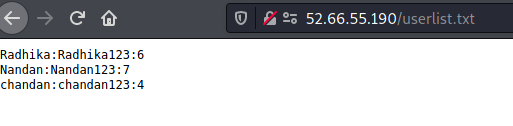 52.66.55.190/userlist.txt
Radhika:Radhika123:6
Nandan:Nandan123:7
chandan:chandan123:4